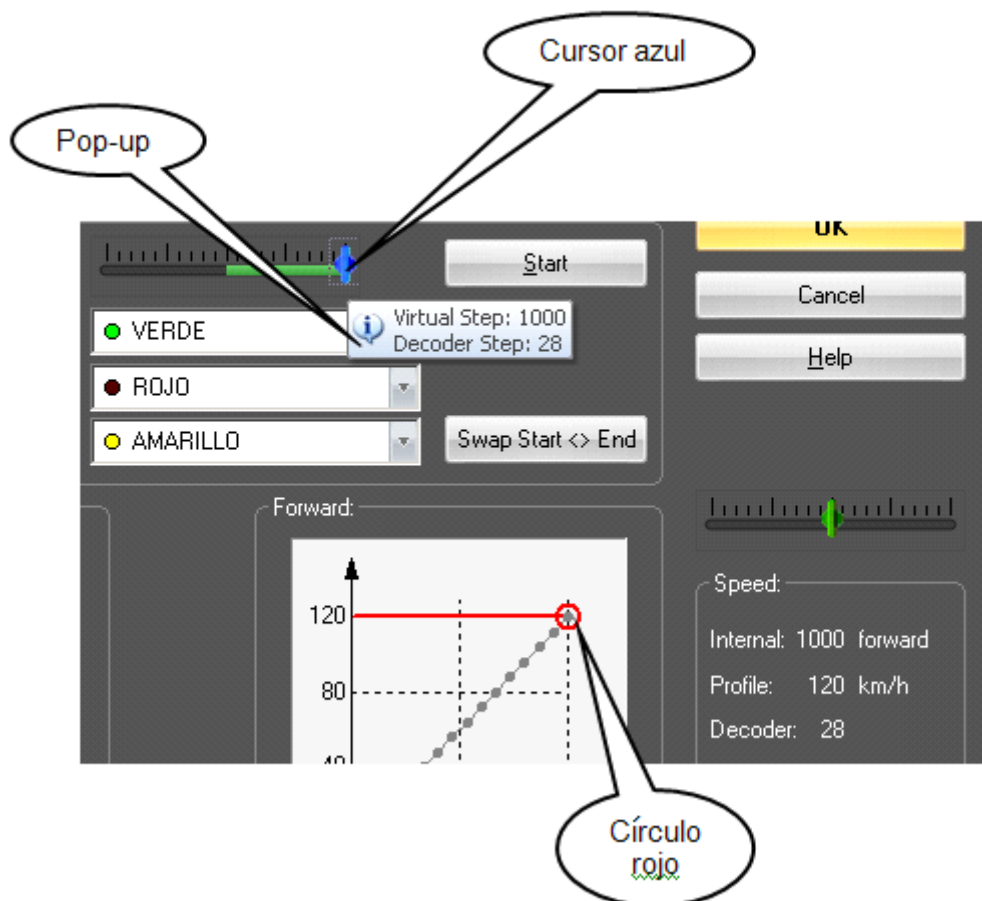 Cursor azul
Pop-up
OK
Start
Cancel
Virtual Step: 1000
Decoder Step: 28
VERDE
Help
ROJO
AMARILLO
Swap Start <> End
Forward:
120
80
40
Speed:
Internal: 1000 forward
Profile: 120 km/h
Decoder: 28
Círculo
rojo